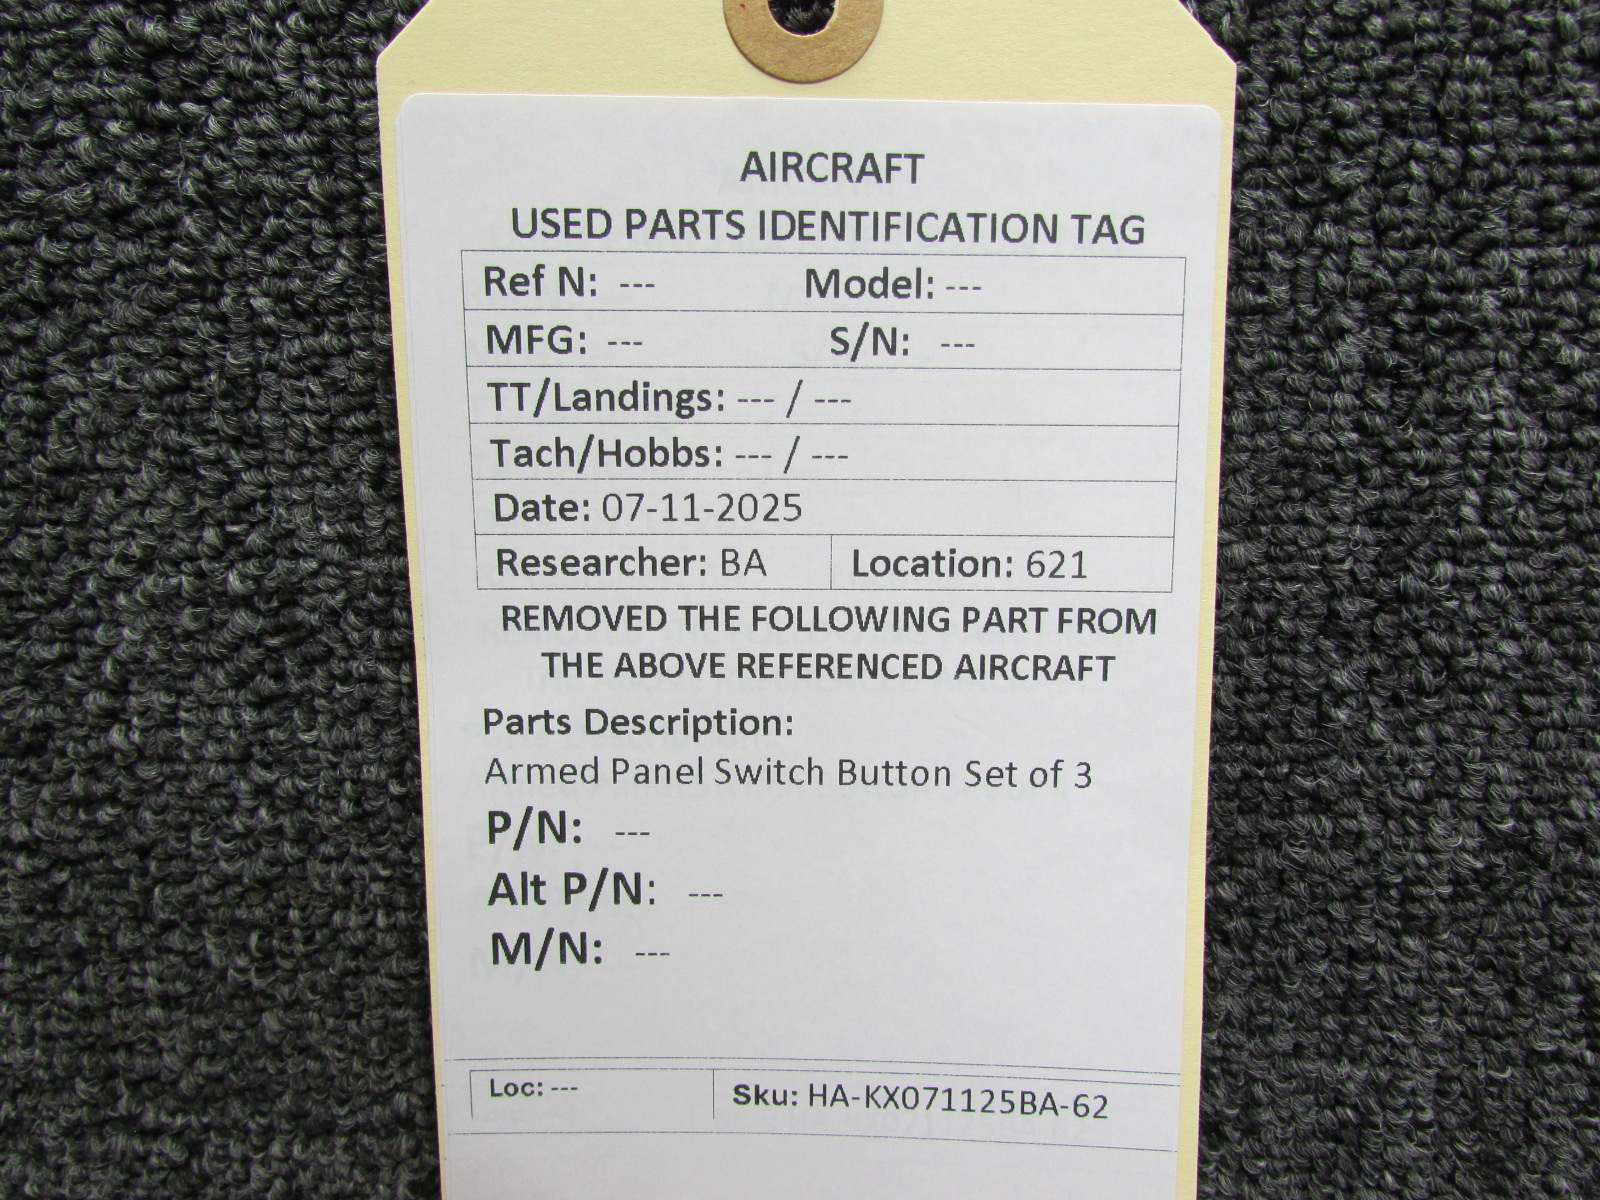 AIRCRAFT
USED PARTS IDENTIFICATION TAG
Ref N: --- Model: ---
MFG: --- S/N: ---
TT/Landings: --- / ---
Tach/Hobbs: --- / ---
Date: 07-11-2025
Researcher: BA Location: 621
REMOVED THE FOLLOWING PART FROM
THE ABOVE REFERENCED AIRCRAFT
Parts Description:
Armed Panel Switch Button Set of 3
P/N: ---
Alt P/N: ---
M/N: ---
Loc: --- Sku: HA-KX071125BA-62